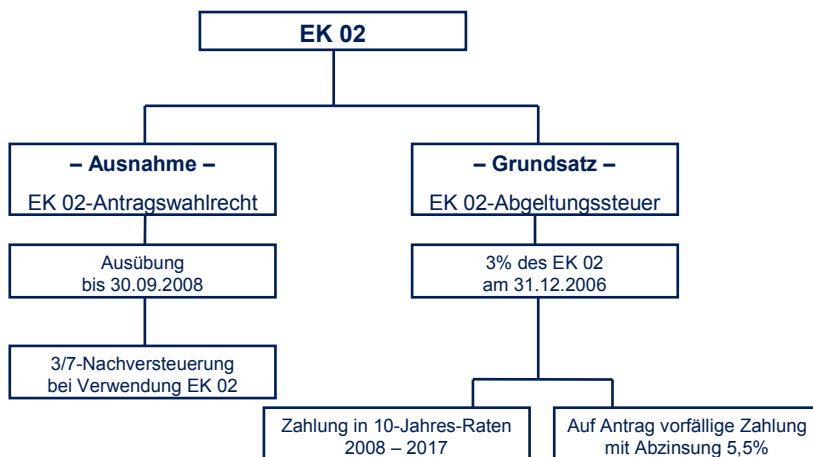 EK 02
– Ausnahme –
EK 02-Antragswahlrecht
– Grundsatz –
EK 02-Abgeltungssteuer
Ausübung
bis 30.09.2008
3% des EK 02
am 31.12.2006
3/7-Nachversteuerung
bei Verwendung EK 02
Zahlung in 10-Jahres-Raten
2008 – 2017
Auf Antrag vorfällige Zahlung
mit Abzinsung 5,5%